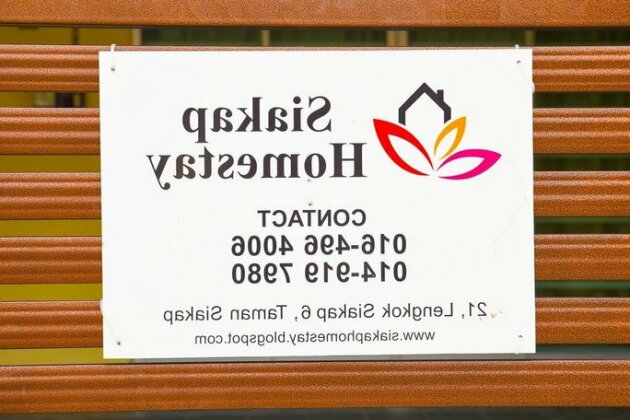 Siakap
Homestay
CONTACT
016-496 4006
014-919 7980
21, Lengkok Siakap 6, Taman Siakap
www.siakaphomestay.blogspot.com